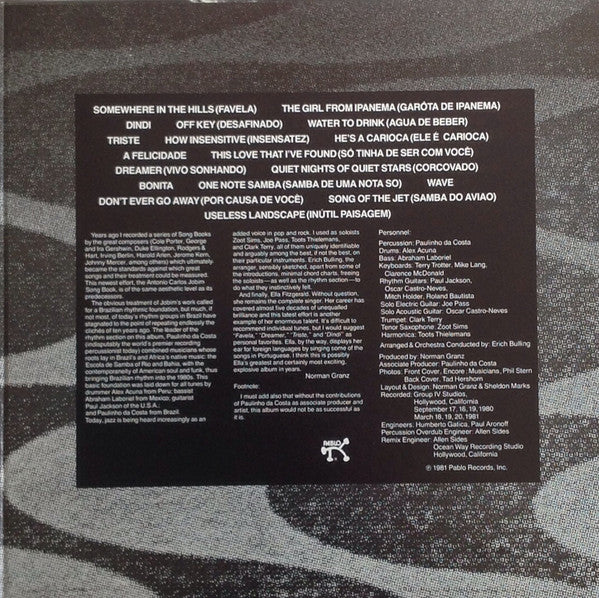 SOMEWHERE IN THE HILLS (FAVELA) THE GIRL FROM IPANEMA (GARÔTA DE IPANEMA)
DINDI OFF KEY (DESAFINADO) WATER TO DRINK (AGUA DE BEBER)
TRISTE HOW INSENSITIVE (INSENSATEZ) HE'S A CARIOCA (ELE É CARIOCA)
A FELICIDADE THIS LOVE THAT I'VE FOUND (SÓ TINHA DE SER COM VOCÊ)
DREAMER (VIVO SONHANDO) QUIET NIGHTS OF QUIET STARS (CORCOVADO)
BONITA ONE NOTE SAMBA (SAMBA DE UMA NOTA SO) WAVE
DON'T EVER GO AWAY (POR CAUSA DE VOCÊ) SONG OF THE JET (SAMBA DO AVIAO)
USELESS LANDSCAPE (INÚTIL PAISAGEM)
Years ago I recorded a series of Song Books
by the great composers (Cole Porter, George
and Ira Gershwin, Duke Ellington, Rodgers &
Hart, Irving Berlin, Harold Arlen, Jerome Kern,
Johnny Mercer, among others) which ultimately
became the standards against which great
songs and their treatment could be measured.
This newest effort, the Antonio Carlos Jobim
Song Book, is of the same aesthetic level as its
predecessors.
The obvious treatment of Jobim's work called
for a Brazilian rhythmic foundation, but much, if
not most, of today's rhythm groups in Brazil have
stagnated to the point of repeating endlessly the
clichés of ten years ago. The leader of the
rhythm section on this album, Paulinho da Costa
(indisputably the world's premier recording
percussionist today) combined musicians whose
roots lay in Brazil's and Africa's native music: the
Escola de Samba of Rio and Bahia, with the
contemporaneity of American soul and funk, thus
bringing Brazilian rhythm into the 1980s. This
basic foundation was laid down for all tunes by
drummer Alex Acuna from Peru; bassist
Abraham Laboriel from Mexico; guitarist
Paul Jackson of the U.S.A.
and Paulinho da Costa from Brazil.
Today, jazz is being heard increasingly as an
added voice in pop and rock. I used as soloists
Zoot Sims, Joe Pass, Toots Thielemans,
and Clark Terry, all of them uniquely identifiable
and arguably among the best, if not the best, on
their particular instruments. Erich Bulling, the
arranger, sensibly sketched, apart from some of
the introductions, minimal chord charts, freeing
the soloists—as well as the rhythm section—to
do what they instinctively felt.
And finally, Ella Fitzgerald. Without question,
she remains the complete singer. Her career has
covered almost five decades of unequalled
brilliance and this latest effort is another
example of her enormous talent. It's difficult to
recommend individual tunes, but I would suggest
"Favela," "Dreamer," "Triste," and "Dindi" as
personal favorites. Ella, by the way, displays her
ear for foreign languages by singing some of the
songs in Portuguese. I think this is possibly
Ella's greatest and certainly most exciting,
explosive album in years.
Norman Granz
Footnote:
I must add also that without the contributions
of Paulinho da Costa as associate producer and
artist, this album would not be as successful as
it is.
PABLO
Personnel:
Percussion: Paulinho da Costa
Drums: Alex Acuna
Bass: Abraham Laboriel
Keyboards: Terry Trotter, Mike Lang,
Clarence McDonald
Rhythm Guitars: Paul Jackson,
Oscar Castro-Neves,
Mitch Holder, Roland Bautista
Solo Electric Guitar: Joe Pass
Solo Acoustic Guitar: Oscar Castro-Neves
Trumpet: Clark Terry
Tenor Saxophone: Zoot Sims
Harmonica: Toots Thielemans
Arranged & Orchestra Conducted by: Erich Bulling
Produced by: Norman Granz
Associate Producer: Paulinho da Costa
Photos: Front Cover, Encore; Musicians, Phil Stern
Back Cover, Tad Hershorn
Layout & Design: Norman Granz & Sheldon Marks
Recorded: Group IV Studios,
Hollywood, California
September 17, 18, 19, 1980
March 18, 19, 20, 1981
Engineers: Humberto Gatica, Paul Aronoff
Percussion Overdub Engineer: Allen Sides
Remix Engineer: Allen Sides
Ocean Way Recording Studio
Hollywood, California
℗ 1981 Pablo Records, Inc.